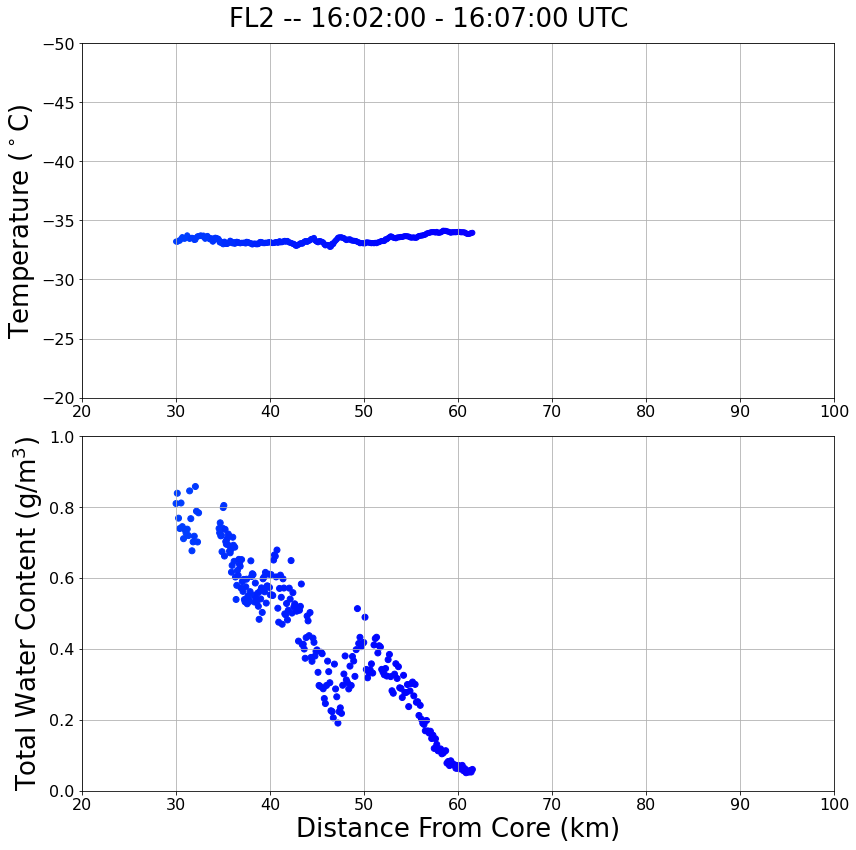 FL2 -- 16:02:00 - 16:07:00 UTC
Temperature (°C)
−50
−45
−40
−35
−30
−25
−20
20 30 40 50 60 70 80 90 100
Total Water Content (g/m³)
1.0
0.8
0.6
0.4
0.2
0.0
20 30 40 50 60 70 80 90 100
Distance From Core (km)